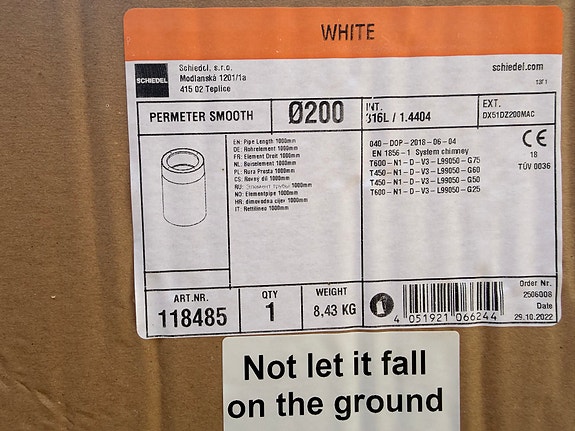 WHITE
SCHIEDEL
Schiedel, s.r.o.
Modlanská 1201/1a
415 02 Teplice
schiedel.com
1of 1
PERMETER SMOOTH
Ø200
INT.
316L / 1.4404
EXT.
DX51DZ200MAC
EN: Pipe Length 1000mm
DE: Rohrelement 1000mm
FR: Element Droit 1000mm
NL: Buiselement 1000mm
PL: Rura Prosta 1000mm
CS: Rovný díl 1000mm
RU: Элемент трубы 1000mm
NO: Elementpipe 1000mm
HR: dimovodna cijev 1000mm
IT: Rettilineo 1000mm
040-DOP-2018-06-04
EN 1856-1 System chimney
T600-N1-D-V3-L99050-G75
T450-N1-D-V3-L99050-G60
T450-N1-D-V3-L99050-G50
T600-N1-D-V3-L99050-G25
CE
18
TÜV 0036
ART.NR.
118485
QTY
1
WEIGHT
8,43 KG
4 051921 066244
Order Nr.
2506008
Date
29.10.2022
Not let it fall
on the ground